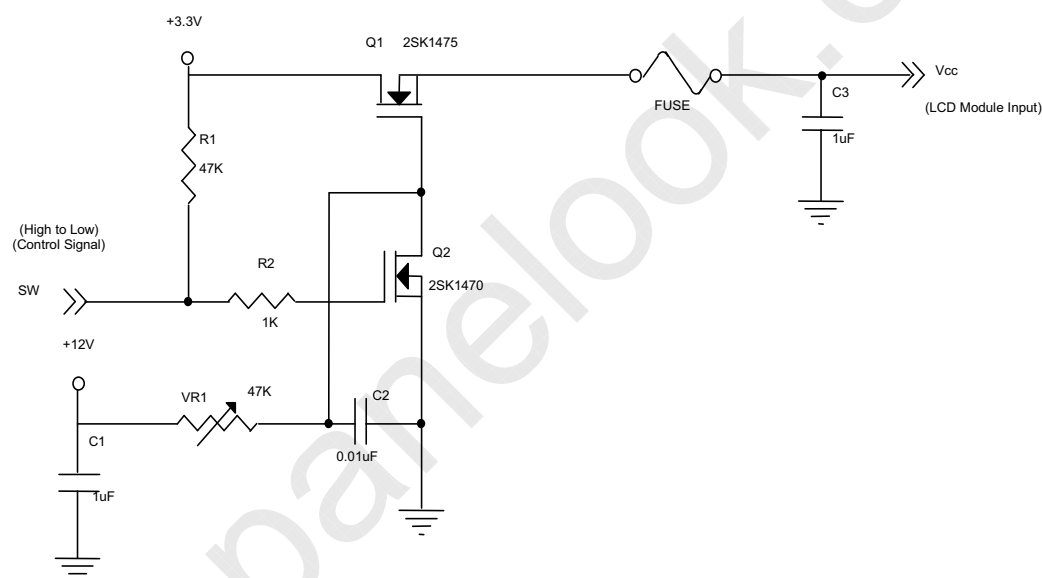 +3.3V
Q1 2SK1475
Vcc
FUSE
C3
(LCD Module Input)
R1
47K
1uF
(High to Low)
(Control Signal)
Q2
R2
2SK1470
SW
1K
+12V
VR1
47K
C2
C1
0.01uF
1uF
panelook.